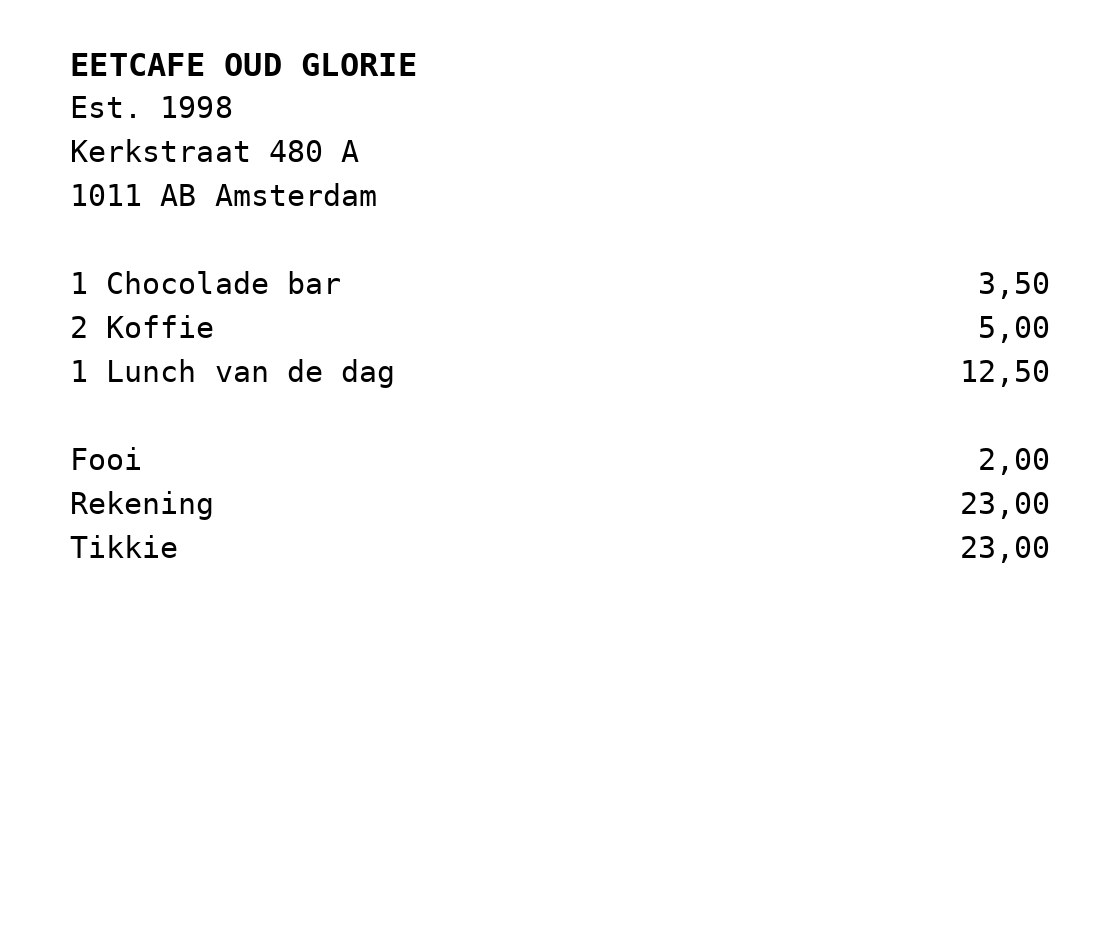 EETCAFE OUD GLORIE
Est. 1998
Kerkstraat 480 A
1011 AB Amsterdam
1 Chocolade bar 3,50
2 Koffie 5,00
1 Lunch van de dag 12,50
Fooi 2,00
Rekening 23,00
Tikkie 23,00